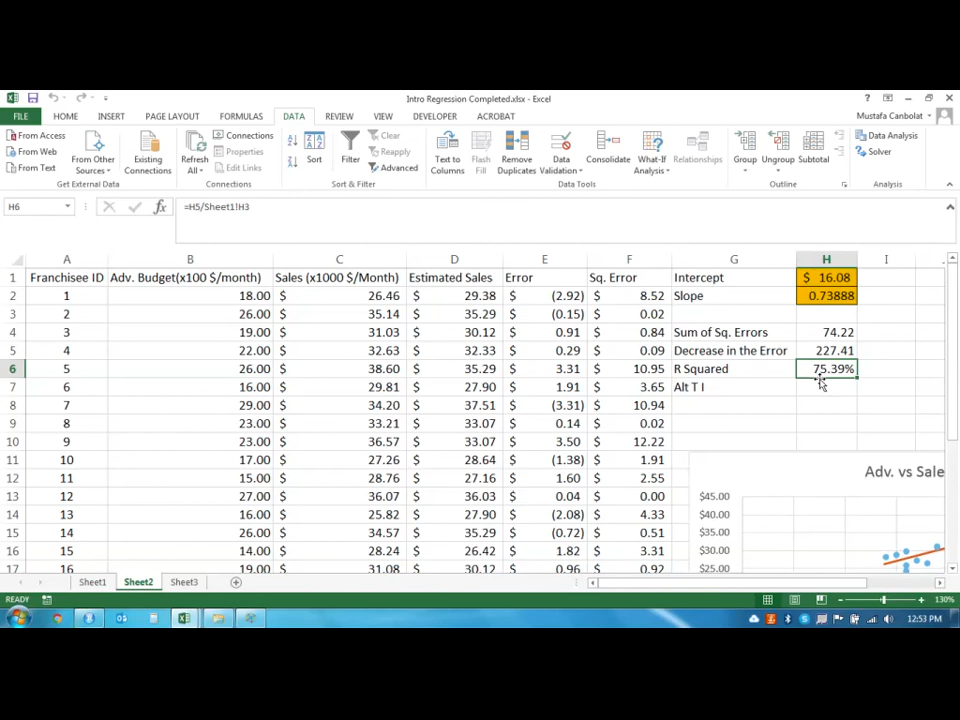 Intro Regression Completed.xlsx - Excel
FILE HOME INSERT PAGE LAYOUT FORMULAS DATA REVIEW VIEW DEVELOPER ACROBAT Mustafa Canbolat
From Access
From Web
From Text
From Other Sources
Existing Connections
Get External Data
Refresh All
Connections
Properties
Edit Links
Connections
Sort
Filter
Clear
Reapply
Advanced
Sort & Filter
Text to Columns
Flash Fill
Remove Duplicates
Data Validation
Consolidate
What-If Analysis
Relationships
Data Tools
Group
Ungroup
Subtotal
Outline
Data Analysis
Solver
Analysis
H6 fx =H5/Sheet1!H3
A B C D E F G H I
1 Franchisee ID Adv. Budget(x100 $/month) Sales (x1000 $/Month) Estimated Sales Error Sq. Error Intercept $ 16.08
2 1 18.00 $ 26.46 $ 29.38 $ (2.92) $ 8.52 Slope 0.73888
3 2 26.00 $ 35.14 $ 35.29 $ (0.15) $ 0.02
4 3 19.00 $ 31.03 $ 30.12 $ 0.91 $ 0.84 Sum of Sq. Errors 74.22
5 4 22.00 $ 32.63 $ 32.33 $ 0.29 $ 0.09 Decrease in the Error 227.41
6 5 26.00 $ 38.60 $ 35.29 $ 3.31 $ 10.95 R Squared 75.39%
7 6 16.00 $ 29.81 $ 27.90 $ 1.91 $ 3.65 Alt T I
8 7 29.00 $ 34.20 $ 37.51 $ (3.31) $ 10.94
9 8 23.00 $ 33.21 $ 33.07 $ 0.14 $ 0.02
10 9 23.00 $ 36.57 $ 33.07 $ 3.50 $ 12.22
11 10 17.00 $ 27.26 $ 28.64 $ (1.38) $ 1.91
12 11 15.00 $ 28.76 $ 27.16 $ 1.60 $ 2.55
13 12 27.00 $ 36.07 $ 36.03 $ 0.04 $ 0.00
14 13 16.00 $ 25.82 $ 27.90 $ (2.08) $ 4.33
15 14 26.00 $ 34.57 $ 35.29 $ (0.72) $ 0.51
16 15 14.00 $ 28.24 $ 26.42 $ 1.82 $ 3.31
17 16 19.00 $ 31.08 $ 30.12 $ 0.96 $ 0.92
Adv. vs Sale
$45.00
$40.00
$35.00
$30.00
$25.00
Sheet1 Sheet2 Sheet3
READY 130%
12:53 PM